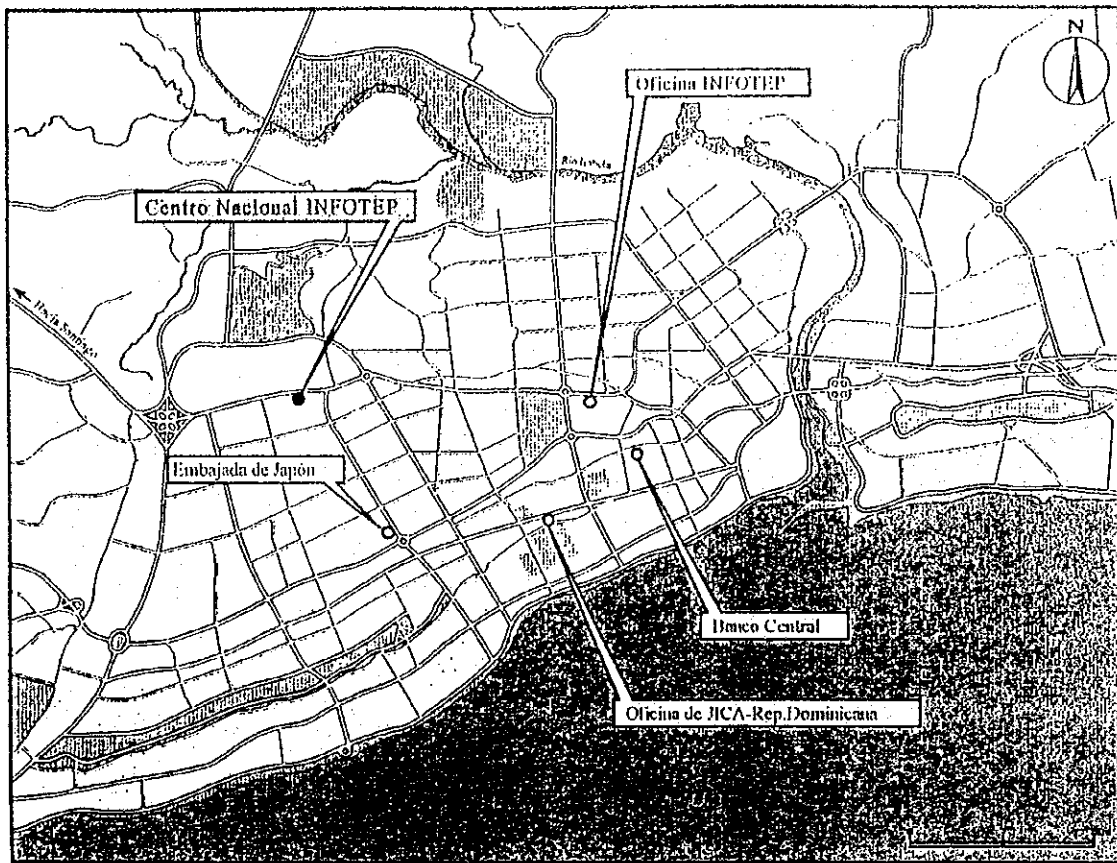 N
Oficina INFOTEP
Centro Nacional INFOTEP
Embajada de Japón
Banco Central
Oficina de JICA-Rep.Dominicana